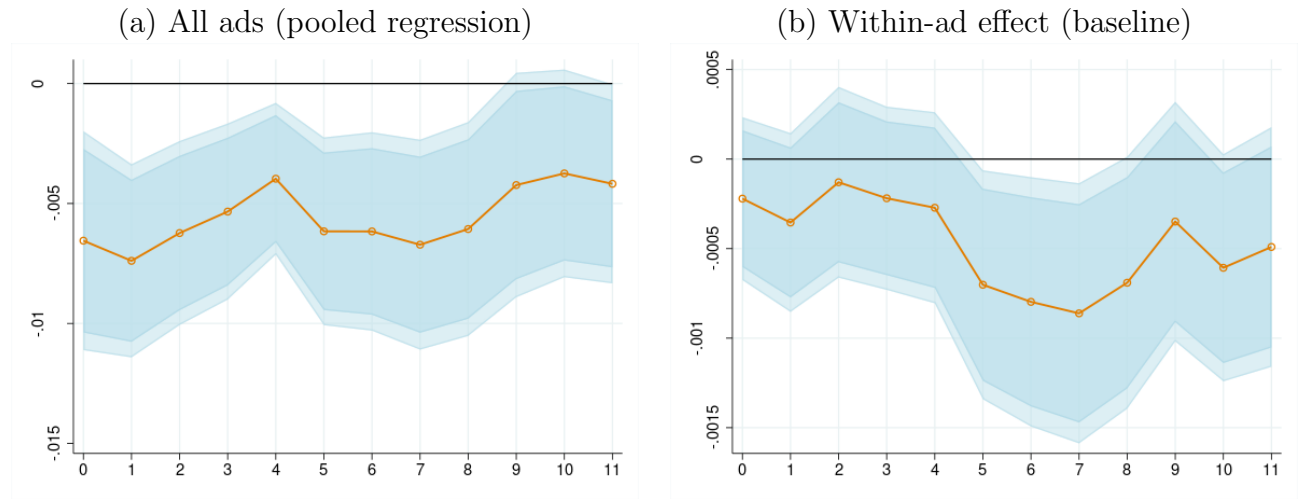 (a) All ads (pooled regression)
0
-.005
-.01
-.015
0 1 2 3 4 5 6 7 8 9 10 11
(b) Within-ad effect (baseline)
.0005
0
-.0005
-.001
-.0015
0 1 2 3 4 5 6 7 8 9 10 11